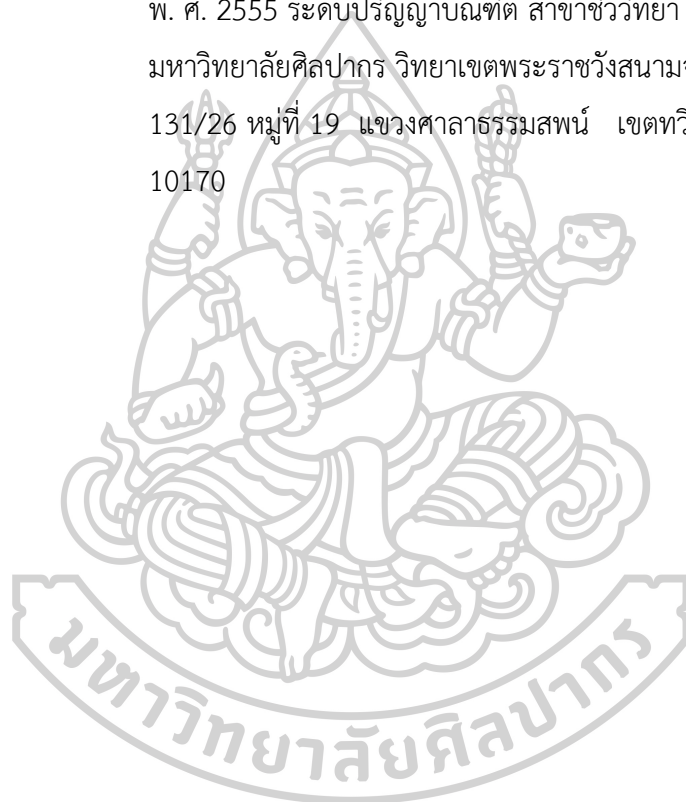 พ. ศ. 2555 ระดับปริญญาบัณฑิต สาขาชีววิทยา
มหาวิทยาลัยศิลปากร วิทยาเขตพระราชวังสนาม
131/26 หมู่ที่ 19 แขวงศาลาธรรมสพน์ เขตทวี
10170
มหาวิทยาลัยศิลปากร